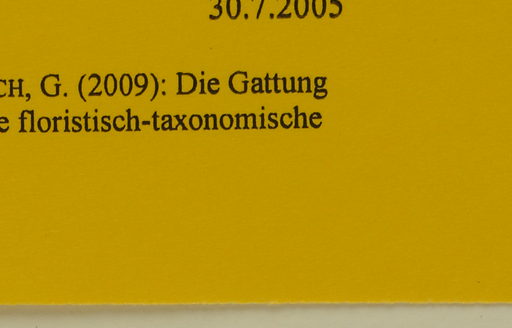 30.7.2005
CH, G. (2009): Die Gattung
e floristisch-taxonomische